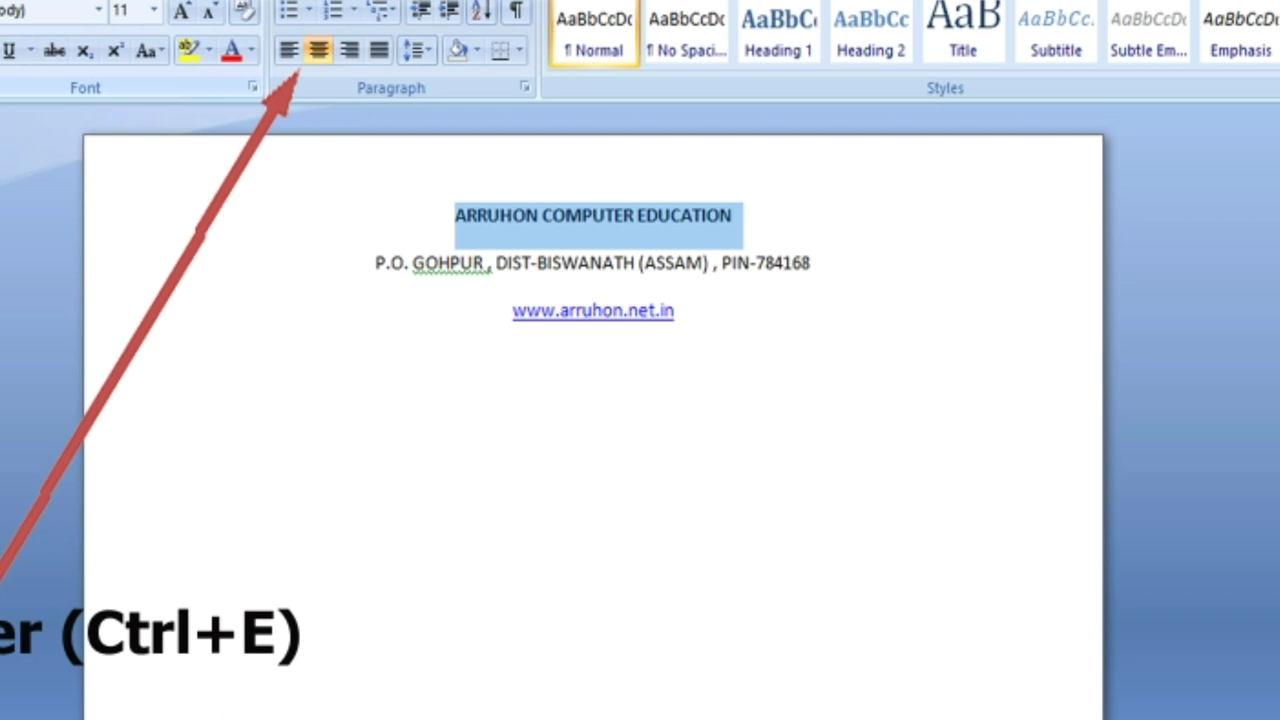 11
Aa
A
Font
Paragraph
AaBbCcDc AaBbCcDc AaBbC AaBbCc AaB AaBbCc. AaBbCcDc AaBbCcDc
¶ Normal ¶ No Spaci... Heading 1 Heading 2 Title Subtitle Subtle Em... Emphasis
Styles
ARRUHON COMPUTER EDUCATION
P.O. GOHPUR , DIST-BISWANATH (ASSAM) , PIN-784168
www.arruhon.net.in
er (Ctrl+E)